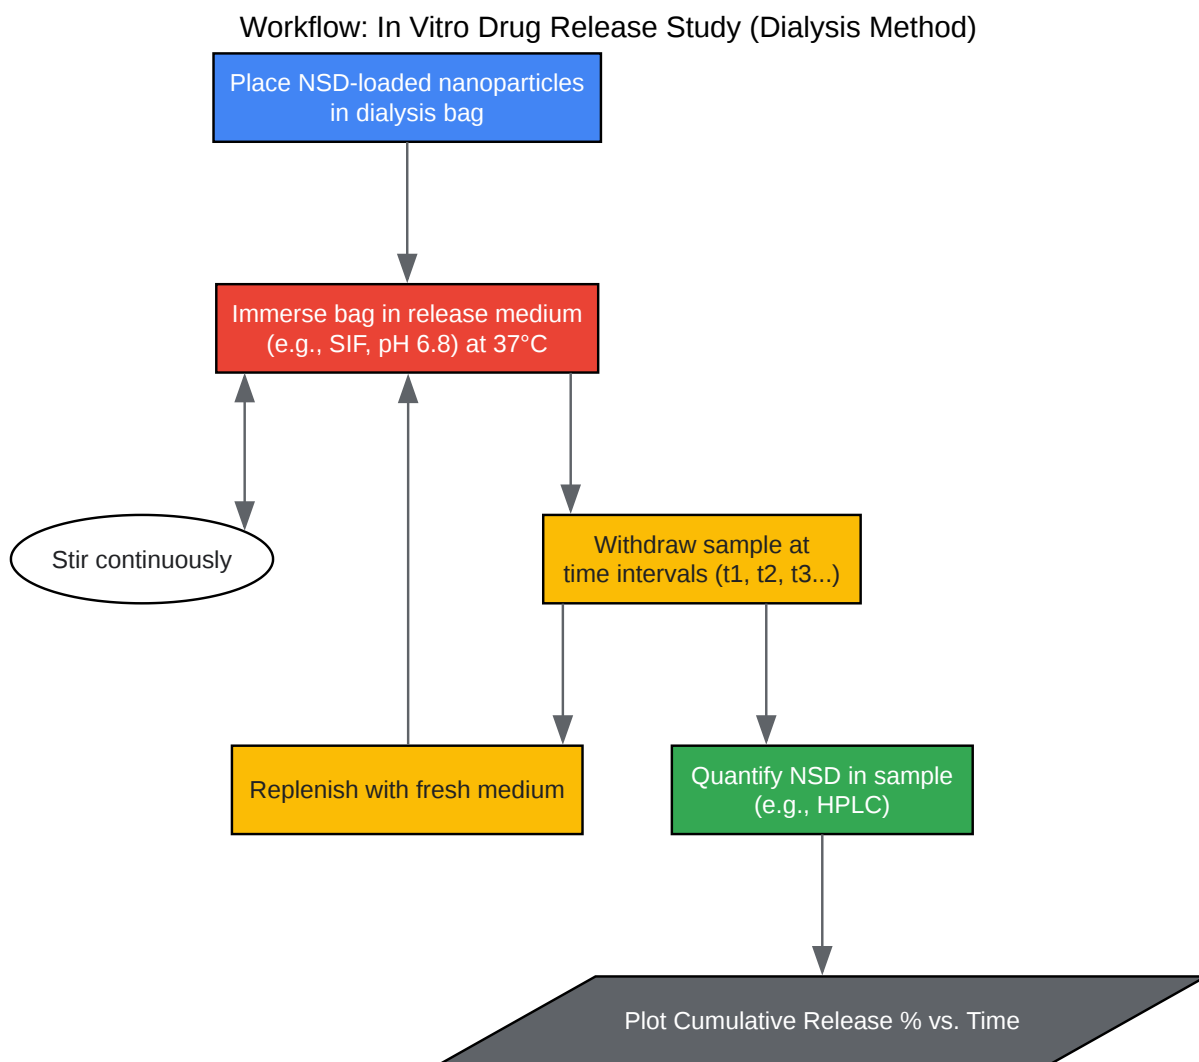 Workflow: In Vitro Drug Release Study (Dialysis Method)
Place NSD-loaded nanoparticles
in dialysis bag
Immerse bag in release medium
(e.g., SIF, pH 6.8) at 37°C
Stir continuously
Withdraw sample at
time intervals (t1, t2, t3...)
Replenish with fresh medium
Quantify NSD in sample
(e.g., HPLC)
Plot Cumulative Release % vs. Time